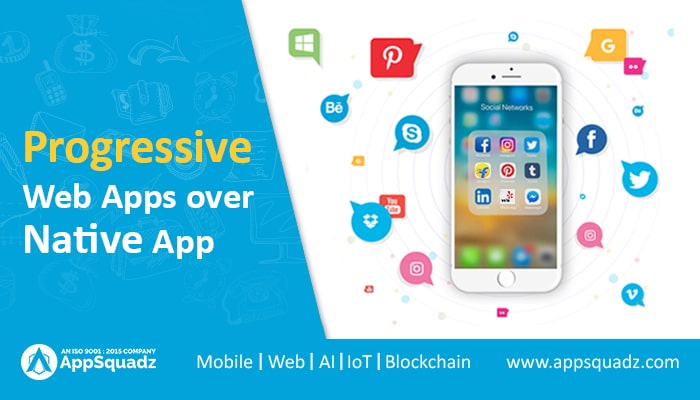 Progressive
Web Apps over
Native App
Social Networks
You
Tube
Bē
AN ISO 9001 : 2015 COMPANY
AppSquadz
Mobile | Web | AI | IoT | Blockchain
www.appsquadz.com